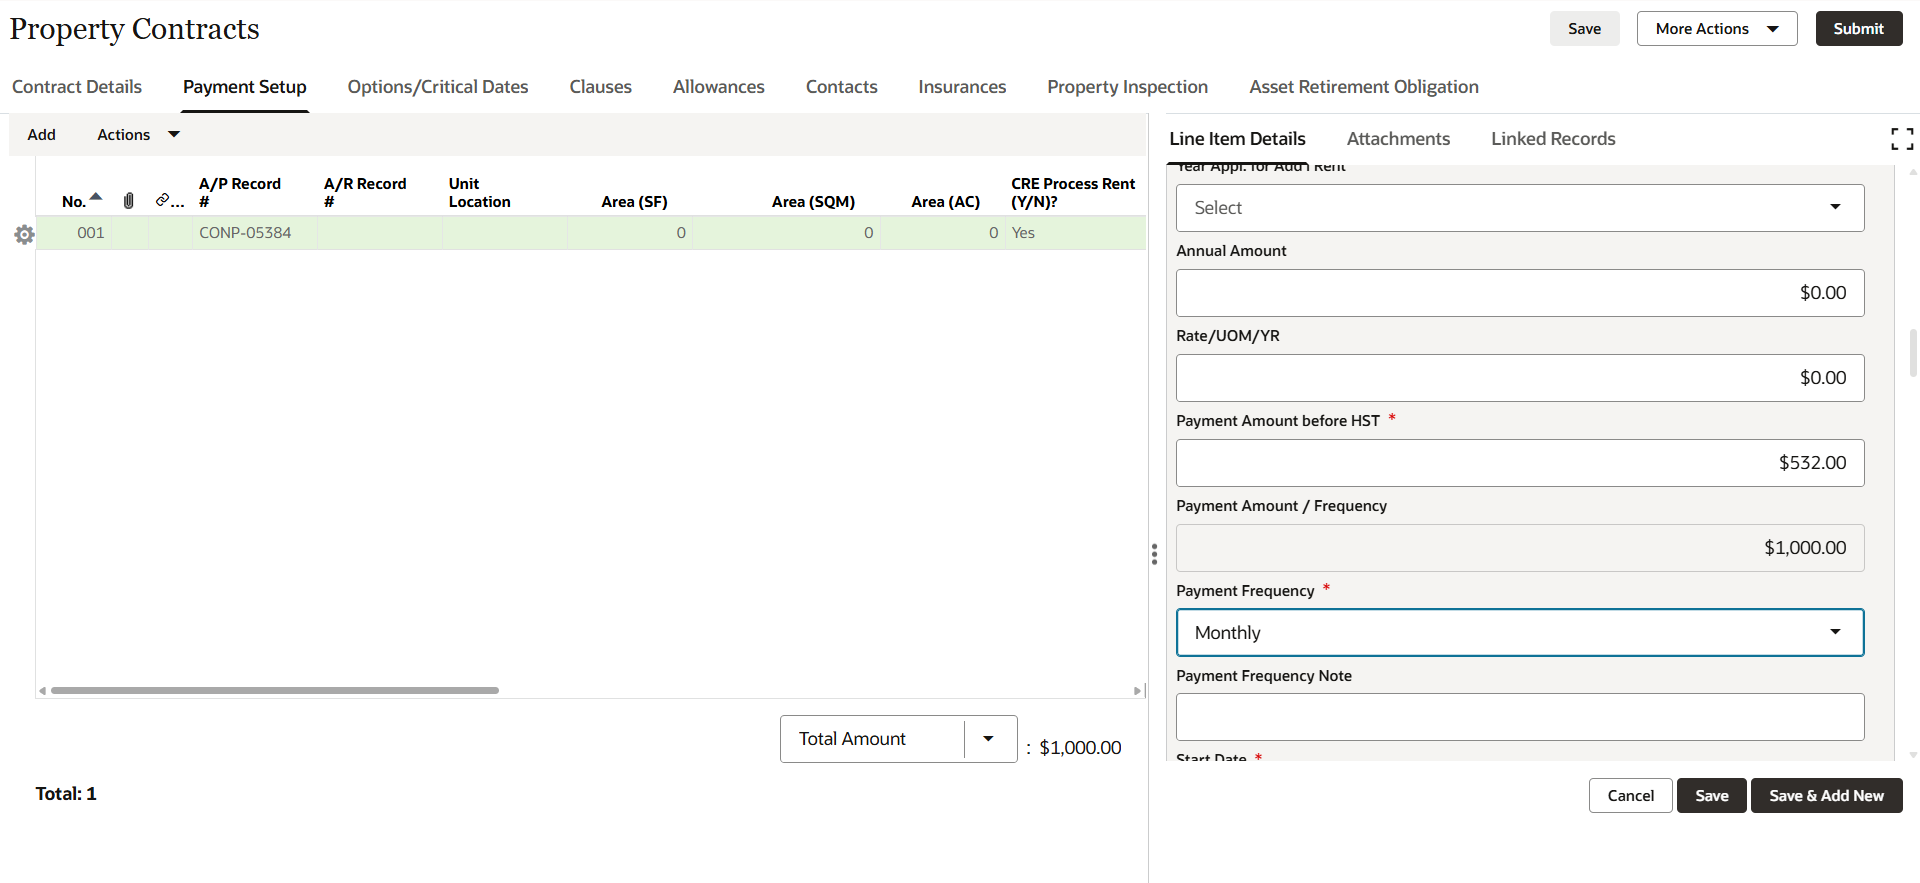 Property Contracts
Save
More Actions
Submit
Contract Details
Payment Setup
Options/Critical Dates
Clauses
Allowances
Contacts
Insurances
Property Inspection
Asset Retirement Obligation
Add
Actions
No.
...
A/P Record
#
A/R Record
#
Unit
Location
Area (SF)
Area (SQM)
Area (AC)
CRE Process Rent
(Y/N)?
001
CONP-05384
0
0
0
Yes
Total Amount
: $1,000.00
Total: 1
Line Item Details
Attachments
Linked Records
Year Appl. for Add'l Rent
Select
Annual Amount
$0.00
Rate/UOM/YR
$0.00
Payment Amount before HST *
$532.00
Payment Amount / Frequency
$1,000.00
Payment Frequency *
Monthly
Payment Frequency Note
Start Date *
Cancel
Save
Save & Add New